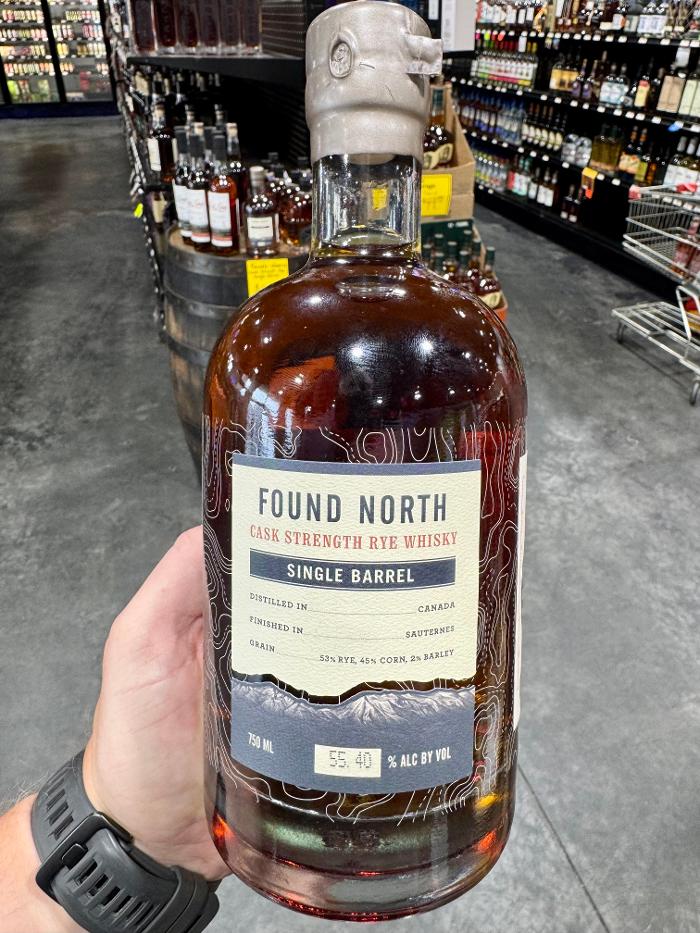 FOUND NORTH
CASK STRENGTH RYE WHISKY
SINGLE BARREL
DISTILLED IN CANADA
FINISHED IN SAUTERNES
GRAIN 53% RYE, 45% CORN, 2% BARLEY
750 ML 55.40 % ALC BY VOL